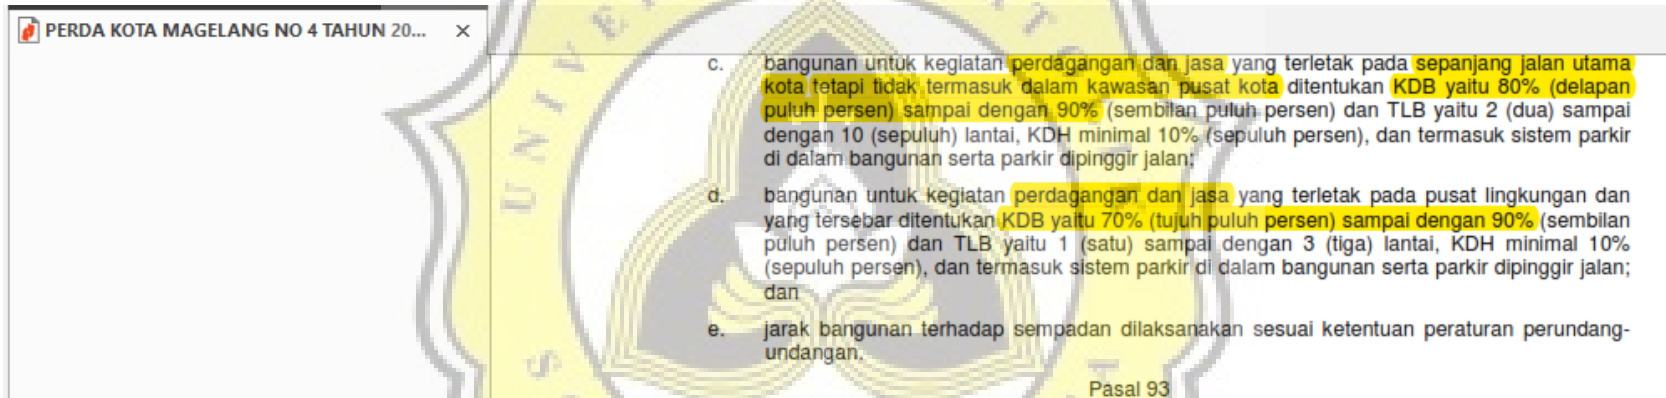 PERDA KOTA MAGELANG NO 4 TAHUN 20... ×
c. bangunan untuk kegiatan perdagangan dan jasa yang terletak pada sepanjang jalan utama
kota tetapi tidak termasuk dalam kawasan pusat kota ditentukan KDB yaitu 80% (delapan
puluh persen) sampai dengan 90% (sembilan puluh persen) dan TLB yaitu 2 (dua) sampai
dengan 10 (sepuluh) lantai, KDH minimal 10% (sepuluh persen), dan termasuk sistem parkir
di dalam bangunan serta parkir dipinggir jalan;
d. bangunan untuk kegiatan perdagangan dan jasa yang terletak pada pusat lingkungan dan
yang tersebar ditentukan KDB yaitu 70% (tujuh puluh persen) sampai dengan 90% (sembilan
puluh persen) dan TLB yaitu 1 (satu) sampai dengan 3 (tiga) lantai, KDH minimal 10%
(sepuluh persen), dan termasuk sistem parkir di dalam bangunan serta parkir dipinggir jalan;
dan
e. jarak bangunan terhadap sempadan dilaksanakan sesuai ketentuan peraturan perundang-
undangan.
Pasal 93